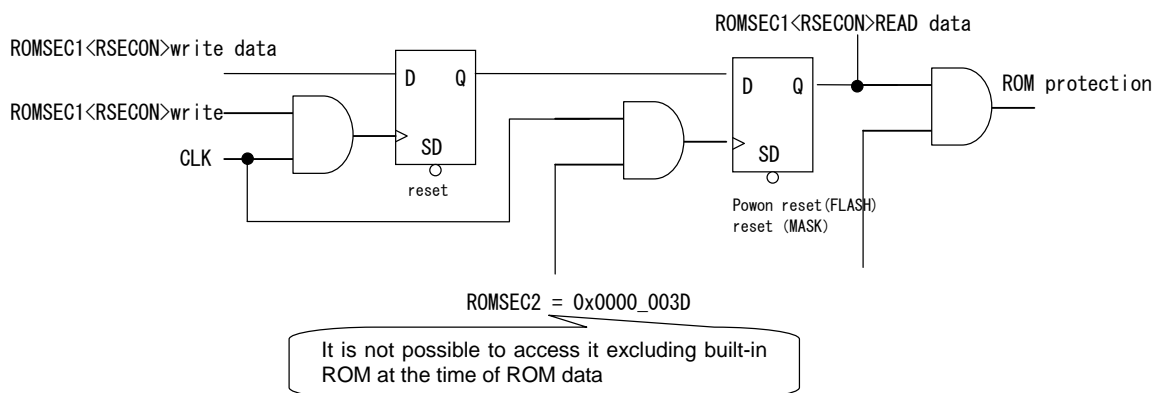 ROMSEC1<RSECON>READ data
ROMSEC1<RSECON>write data
D Q
D Q
ROM protection
ROMSEC1<RSECON>write
CLK
SD
SD
reset
Powon reset(FLASH)
reset (MASK)
ROMSEC2 = 0x0000_003D
It is not possible to access it excluding built-in
ROM at the time of ROM data